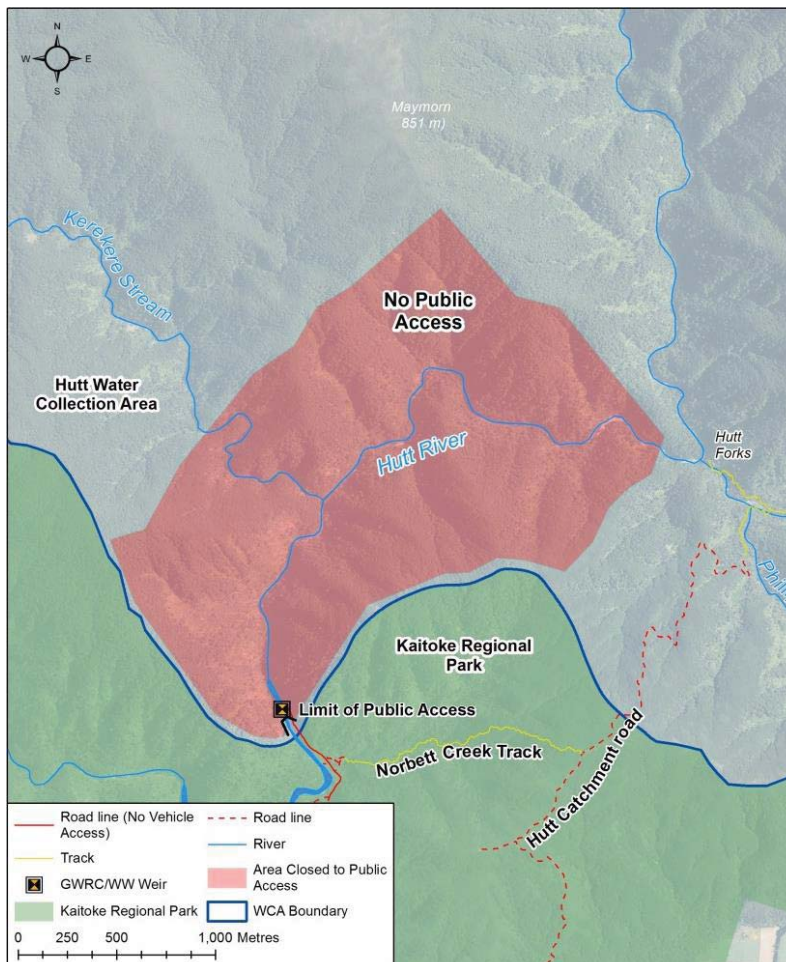 N
W
E
S
Maymorn
851 m)
Kerekere Stream
No Public
Access
Hutt Water
Collection Area
Hutt River
Hutt
Forks
Kaitoke Regional
Park
Limit of Public Access
Norbett Creek Track
Hutt Catchment road
Road line (No Vehicle
Access)
Track
GWRC/WW Weir
Kaitoke Regional Park
Road line
River
Area Closed to Public
Access
WCA Boundary
0 250 500 1,000 Metres